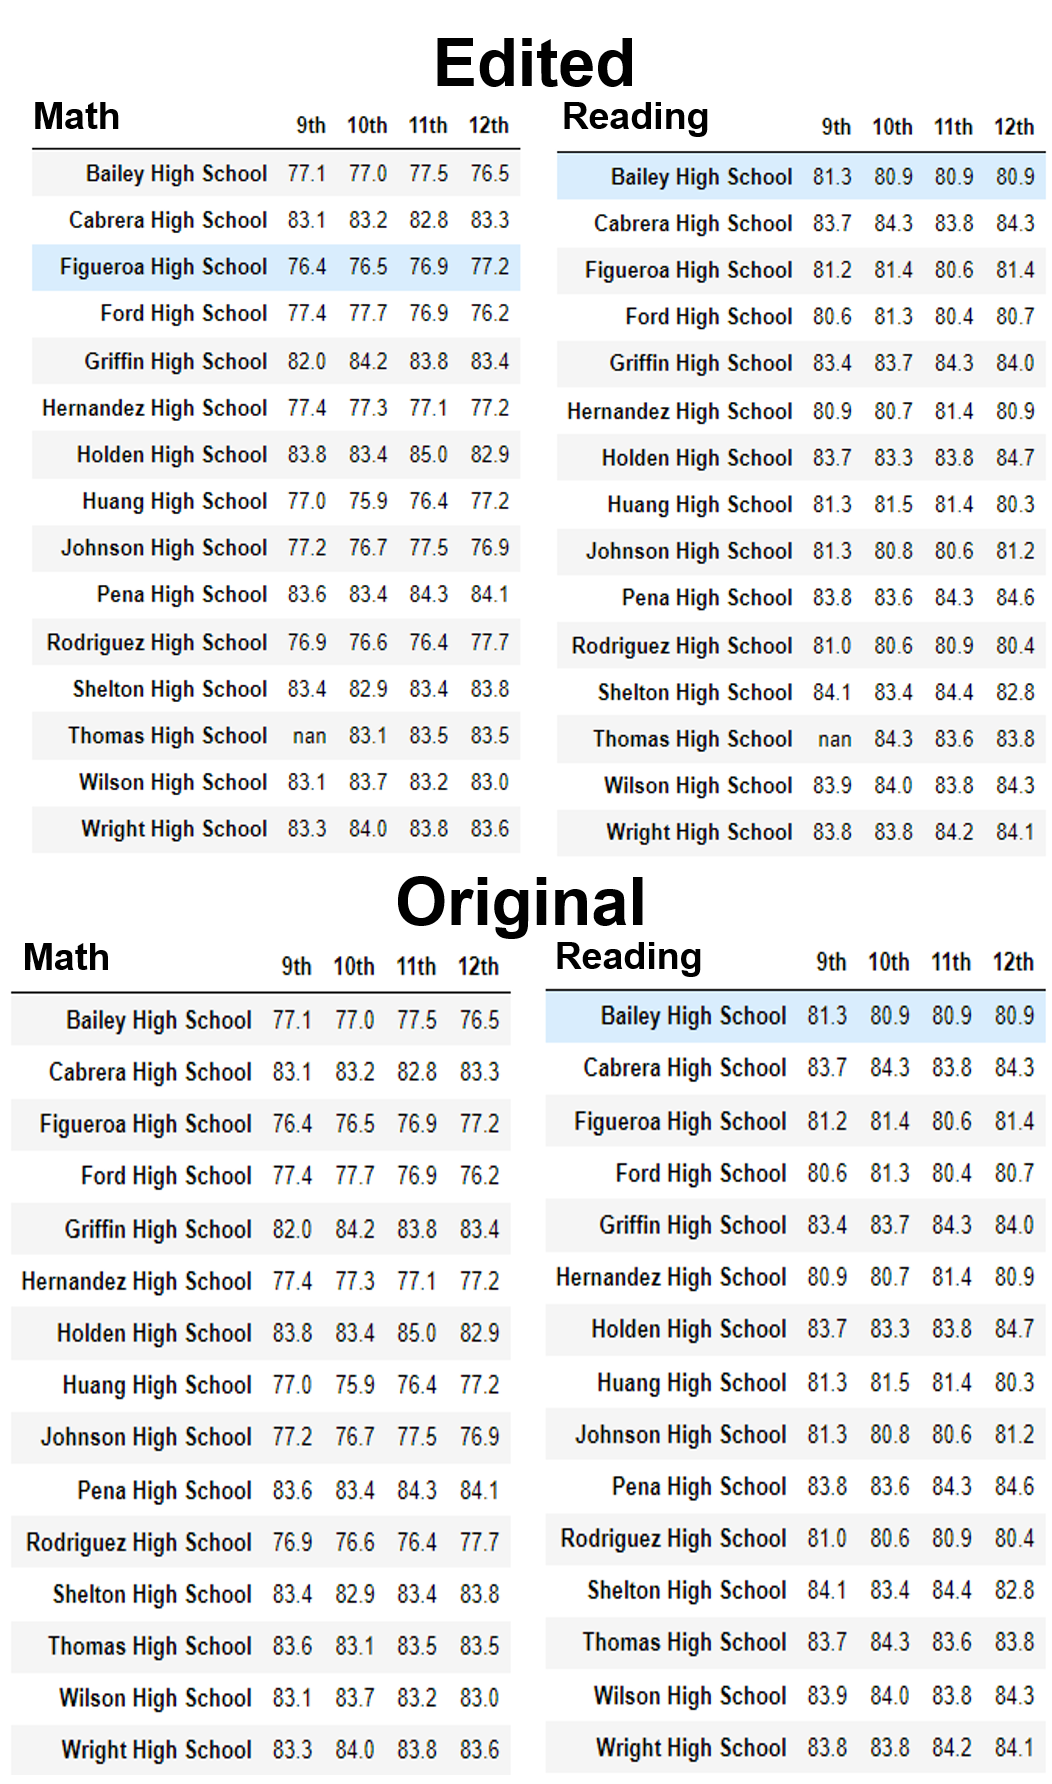 Edited
Math 9th 10th 11th 12th
Bailey High School 77.1 77.0 77.5 76.5
Cabrera High School 83.1 83.2 82.8 83.3
Figueroa High School 76.4 76.5 76.9 77.2
Ford High School 77.4 77.7 76.9 76.2
Griffin High School 82.0 84.2 83.8 83.4
Hernandez High School 77.4 77.3 77.1 77.2
Holden High School 83.8 83.4 85.0 82.9
Huang High School 77.0 75.9 76.4 77.2
Johnson High School 77.2 76.7 77.5 76.9
Pena High School 83.6 83.4 84.3 84.1
Rodriguez High School 76.9 76.6 76.4 77.7
Shelton High School 83.4 82.9 83.4 83.8
Thomas High School nan 83.1 83.5 83.5
Wilson High School 83.1 83.7 83.2 83.0
Wright High School 83.3 84.0 83.8 83.6
Reading 9th 10th 11th 12th
Bailey High School 81.3 80.9 80.9 80.9
Cabrera High School 83.7 84.3 83.8 84.3
Figueroa High School 81.2 81.4 80.6 81.4
Ford High School 80.6 81.3 80.4 80.7
Griffin High School 83.4 83.7 84.3 84.0
Hernandez High School 80.9 80.7 81.4 80.9
Holden High School 83.7 83.3 83.8 84.7
Huang High School 81.3 81.5 81.4 80.3
Johnson High School 81.3 80.8 80.6 81.2
Pena High School 83.8 83.6 84.3 84.6
Rodriguez High School 81.0 80.6 80.9 80.4
Shelton High School 84.1 83.4 84.4 82.8
Thomas High School nan 84.3 83.6 83.8
Wilson High School 83.9 84.0 83.8 84.3
Wright High School 83.8 83.8 84.2 84.1
Original
Math 9th 10th 11th 12th
Bailey High School 77.1 77.0 77.5 76.5
Cabrera High School 83.1 83.2 82.8 83.3
Figueroa High School 76.4 76.5 76.9 77.2
Ford High School 77.4 77.7 76.9 76.2
Griffin High School 82.0 84.2 83.8 83.4
Hernandez High School 77.4 77.3 77.1 77.2
Holden High School 83.8 83.4 85.0 82.9
Huang High School 77.0 75.9 76.4 77.2
Johnson High School 77.2 76.7 77.5 76.9
Pena High School 83.6 83.4 84.3 84.1
Rodriguez High School 76.9 76.6 76.4 77.7
Shelton High School 83.4 82.9 83.4 83.8
Thomas High School 83.6 83.1 83.5 83.5
Wilson High School 83.1 83.7 83.2 83.0
Wright High School 83.3 84.0 83.8 83.6
Reading 9th 10th 11th 12th
Bailey High School 81.3 80.9 80.9 80.9
Cabrera High School 83.7 84.3 83.8 84.3
Figueroa High School 81.2 81.4 80.6 81.4
Ford High School 80.6 81.3 80.4 80.7
Griffin High School 83.4 83.7 84.3 84.0
Hernandez High School 80.9 80.7 81.4 80.9
Holden High School 83.7 83.3 83.8 84.7
Huang High School 81.3 81.5 81.4 80.3
Johnson High School 81.3 80.8 80.6 81.2
Pena High School 83.8 83.6 84.3 84.6
Rodriguez High School 81.0 80.6 80.9 80.4
Shelton High School 84.1 83.4 84.4 82.8
Thomas High School 83.7 84.3 83.6 83.8
Wilson High School 83.9 84.0 83.8 84.3
Wright High School 83.8 83.8 84.2 84.1